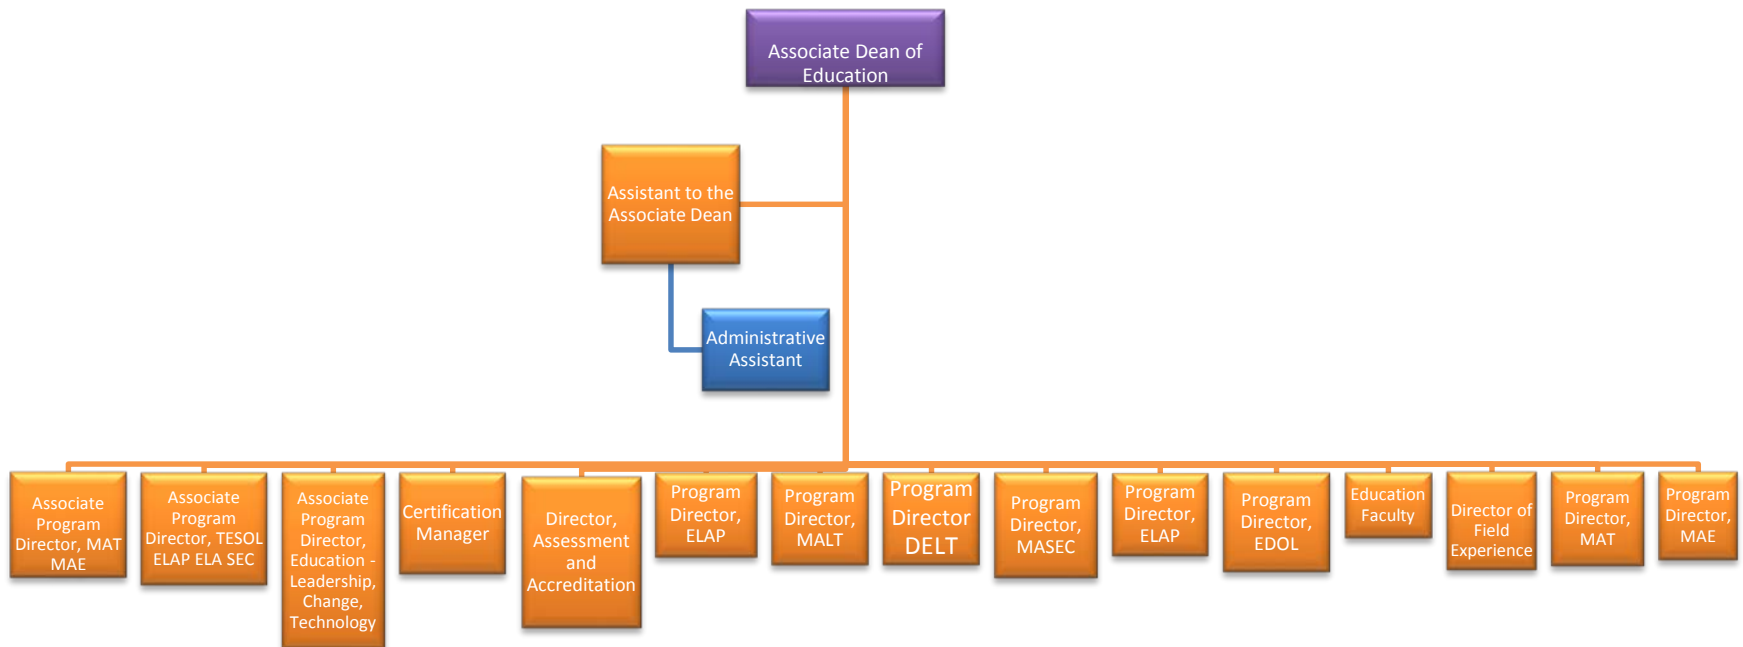 Associate Dean of
Education
Assistant to the
Associate Dean
Administrative
Assistant
Associate
Program
Director, MAT
MAE
Associate
Program
Director, TESOL
ELAP ELA SEC
Associate
Program
Director,
Education -
Leadership,
Change,
Technology
Certification
Manager
Director,
Assessment
and
Accreditation
Program
Director,
ELAP
Program
Director,
MALT
Program
Director
DELT
Program
Director,
MASEC
Program
Director,
ELAP
Program
Director,
EDOL
Education
Faculty
Director of
Field
Experience
Program
Director,
MAT
Program
Director,
MAE